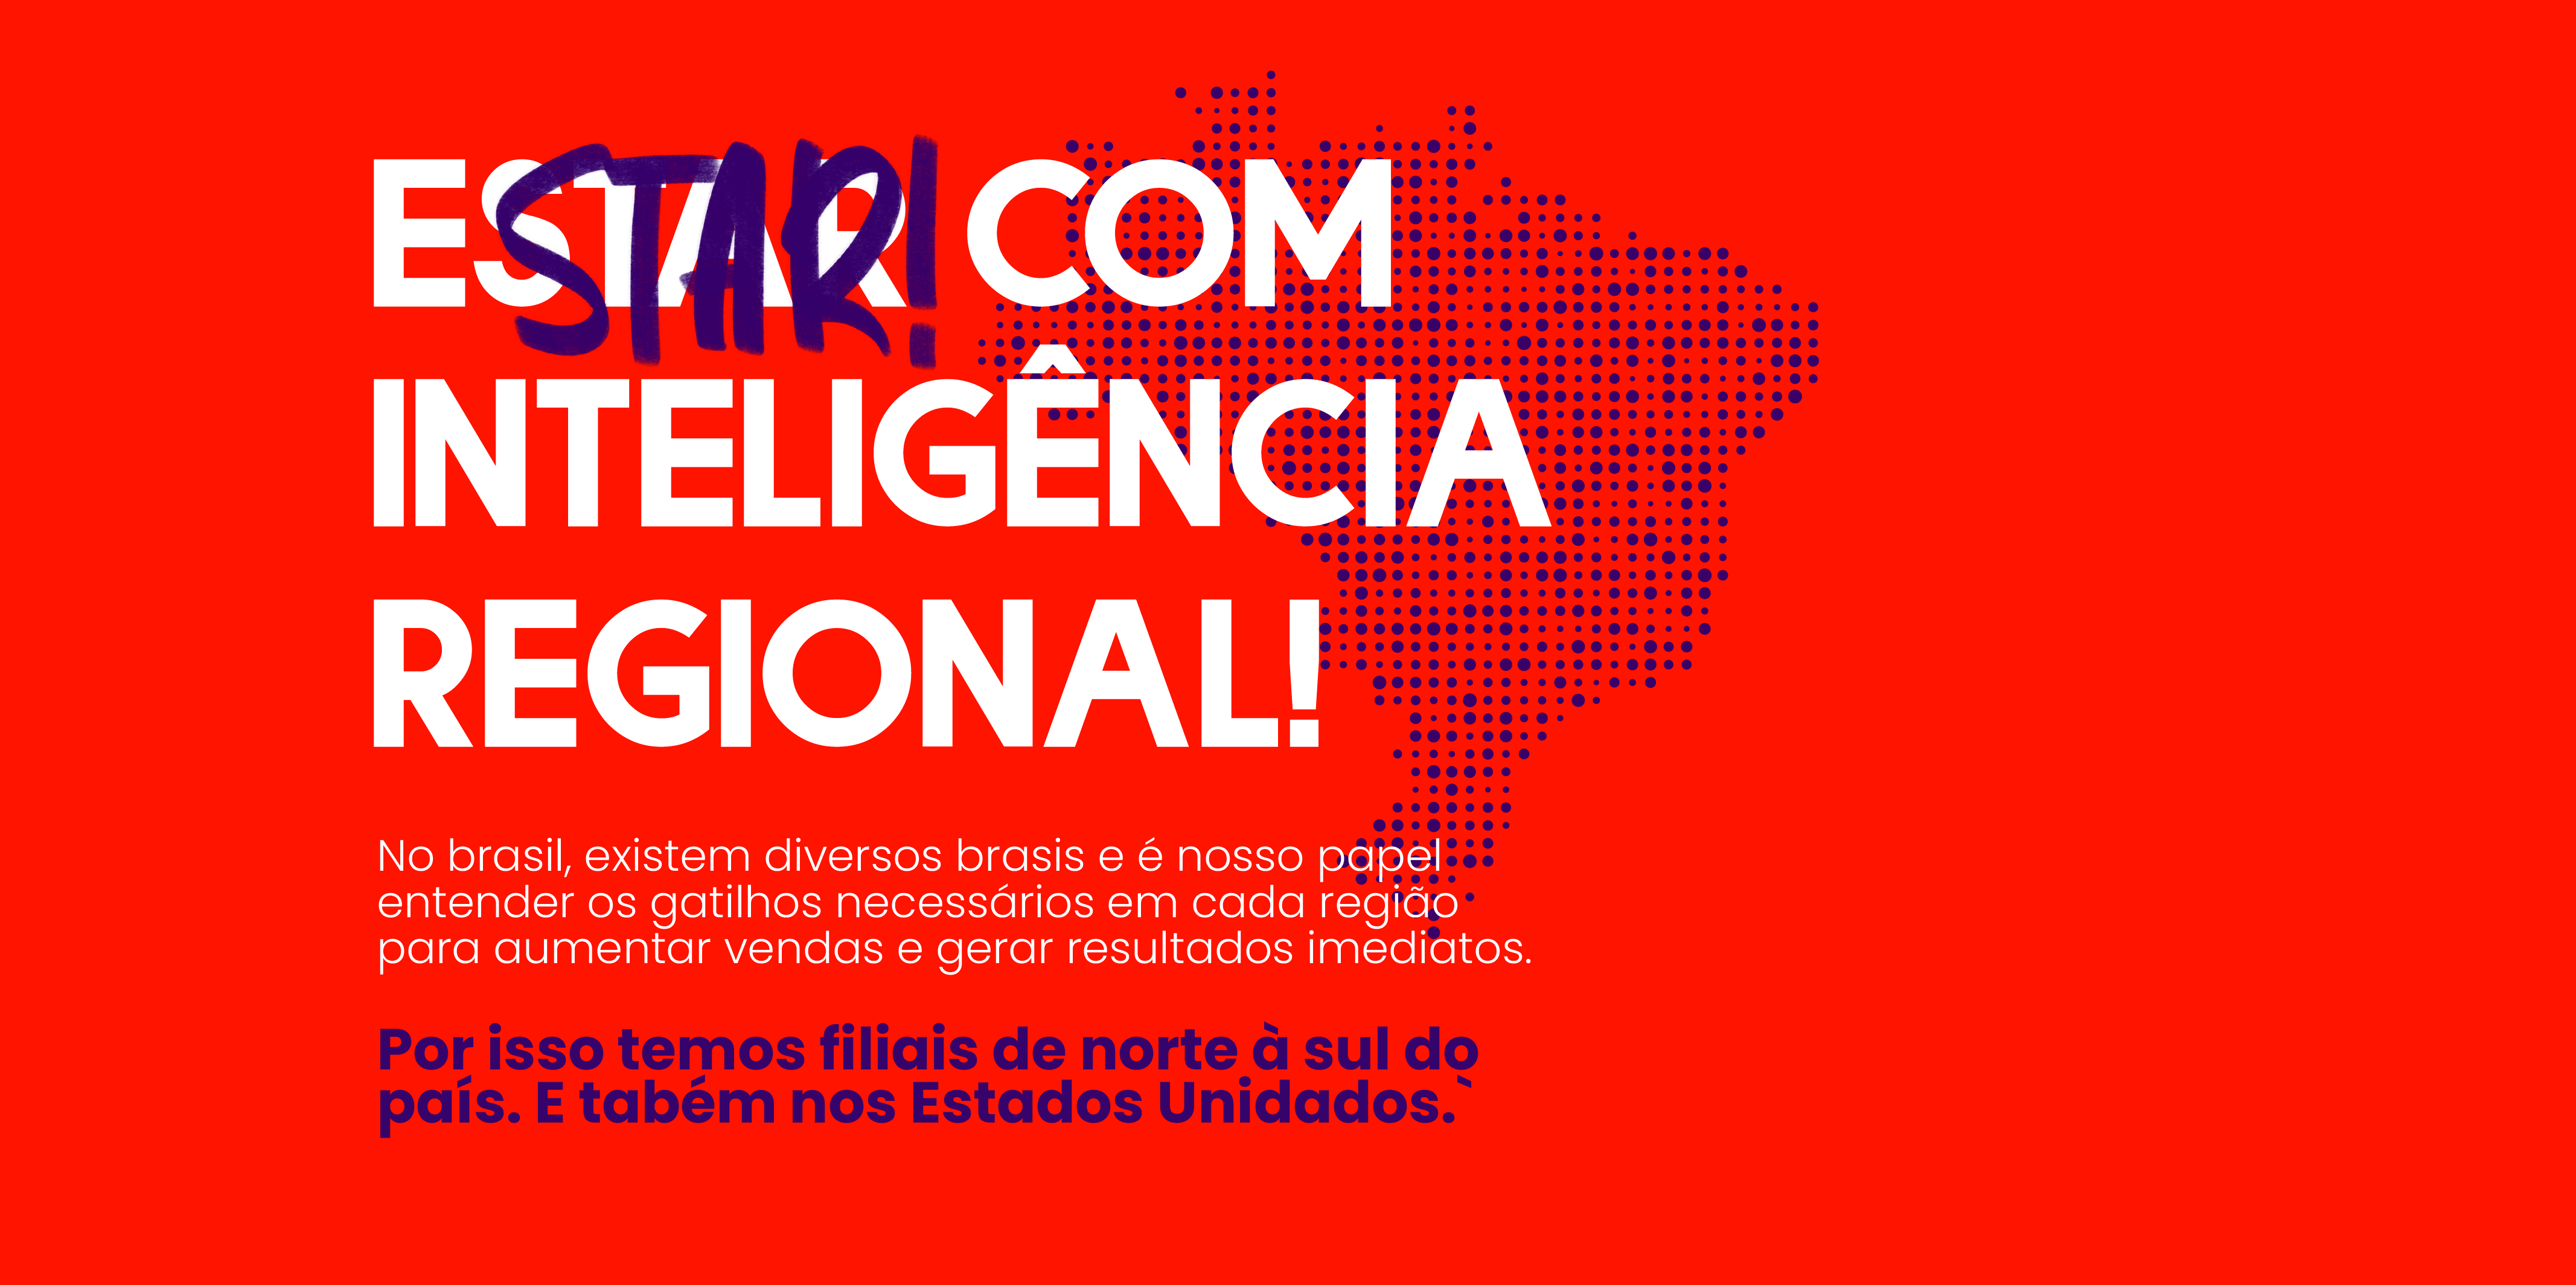 ESTAR COM
STAR!
INTELIGÊNCIA
REGIONAL!
No brasil, existem diversos brasis e é nosso papel
entender os gatilhos necessários em cada região
para aumentar vendas e gerar resultados imediatos.
Por isso temos filiais de norte à sul do
país. E tabém nos Estados Unidados.´